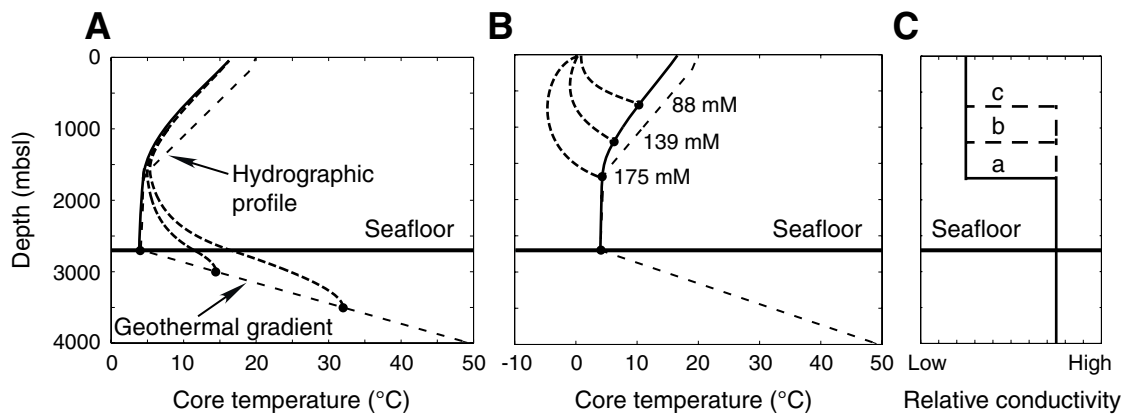 A
B
C
0
1000
2000
3000
4000
Depth (mbsl)
Hydrographic
profile
Seafloor
Geothermal gradient
0 10 20 30 40 50
Core temperature (°C)
88 mM
139 mM
175 mM
Seafloor
-10 0 10 20 30 40 50
Core temperature (°C)
c
b
a
Seafloor
Low High
Relative conductivity